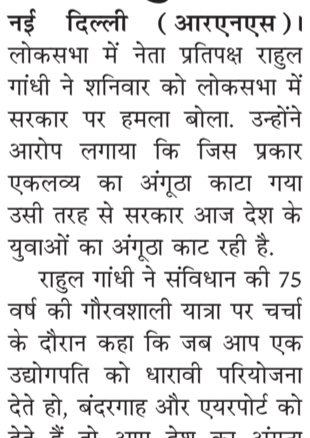 नई दिल्ली (आरएनएस)।
लोकसभा में नेता प्रतिपक्ष राहुल
गांधी ने शनिवार को लोकसभा में
सरकार पर हमला बोला. उन्होंने
आरोप लगाया कि जिस प्रकार
एकलव्य का अंगूठा काटा गया
उसी तरह से सरकार आज देश के
युवाओं का अंगूठा काट रही है.
राहुल गांधी ने संविधान की 75
वर्ष की गौरवशाली यात्रा पर चर्चा
के दौरान कहा कि जब आप एक
उद्योगपति को धारावी परियोजना
देते हो, बंदरगाह और एयरपोर्ट को